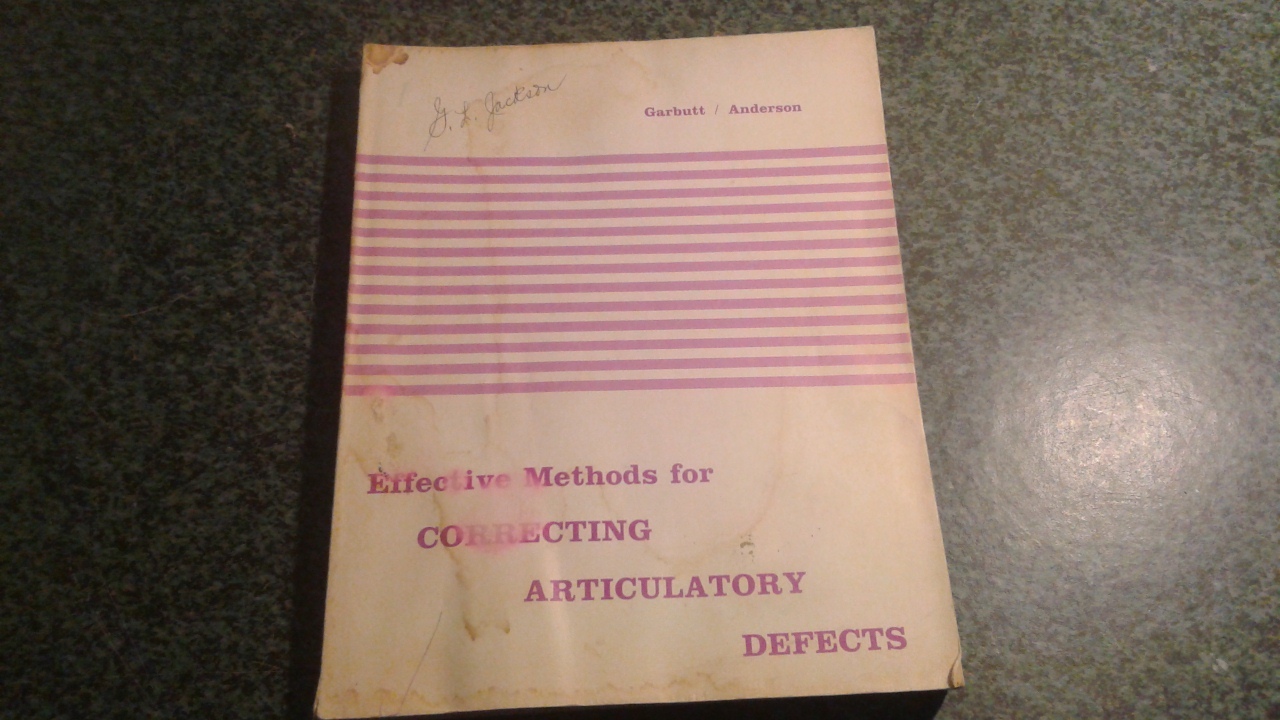 G. L. Jackson
Garbutt / Anderson
Effective Methods for
CORRECTING
ARTICULATORY
DEFECTS